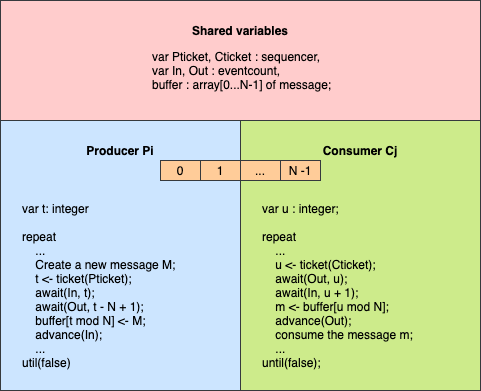 Shared variables
var Pticket, Cticket : sequencer,
var In, Out : eventcount,
buffer : array[0...N-1] of message;
Producer Pi
Consumer Cj
0 1 ... N -1
var t: integer
repeat
...
Create a new message M;
t <- ticket(Pticket);
await(In, t);
await(Out, t - N + 1);
buffer[t mod N] <- M;
advance(In);
...
util(false)
var u : integer;
repeat
...
u <- ticket(Cticket);
await(Out, u);
await(In, u + 1);
m <- buffer[u mod N];
advance(Out);
consume the message m;
...
until(false);